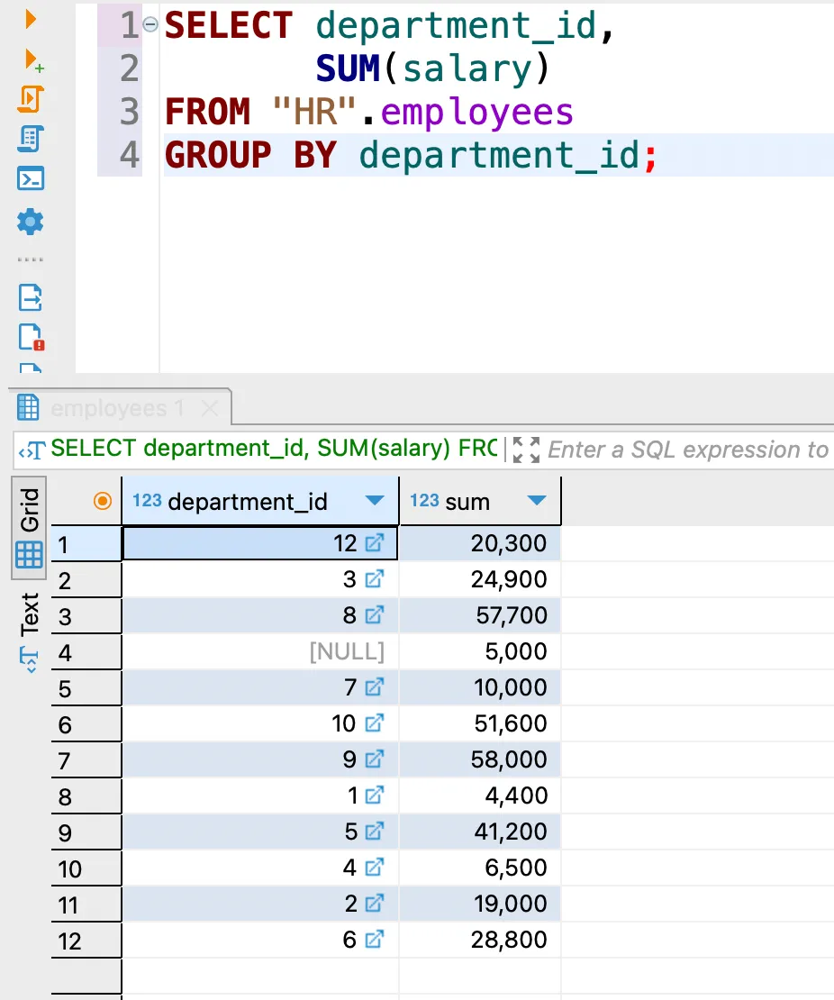 1 SELECT department_id,
2 SUM(salary)
3 FROM "HR".employees
4 GROUP BY department_id;
employees 1
SELECT department_id, SUM(salary) FRO
Enter a SQL expression to
Grid
Text
123 department_id 123 sum
1 12 20,300
2 3 24,900
3 8 57,700
4 [NULL] 5,000
5 7 10,000
6 10 51,600
7 9 58,000
8 1 4,400
9 5 41,200
10 4 6,500
11 2 19,000
12 6 28,800